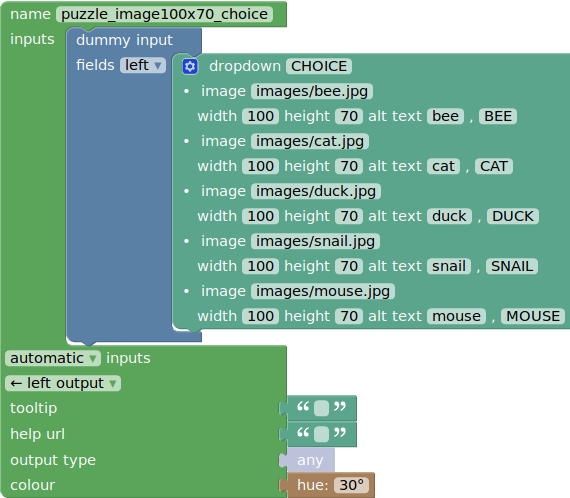 name puzzle_image100x70_choice
inputs dummy input
fields left ▾ dropdown CHOICE
• image images/bee.jpg
width 100 height 70 alt text bee , BEE
• image images/cat.jpg
width 100 height 70 alt text cat , CAT
• image images/duck.jpg
width 100 height 70 alt text duck , DUCK
• image images/snail.jpg
width 100 height 70 alt text snail , SNAIL
• image images/mouse.jpg
width 100 height 70 alt text mouse , MOUSE
automatic ▾ inputs
← left output ▾
tooltip “ ”
help url “ ”
output type any
colour hue: 30°